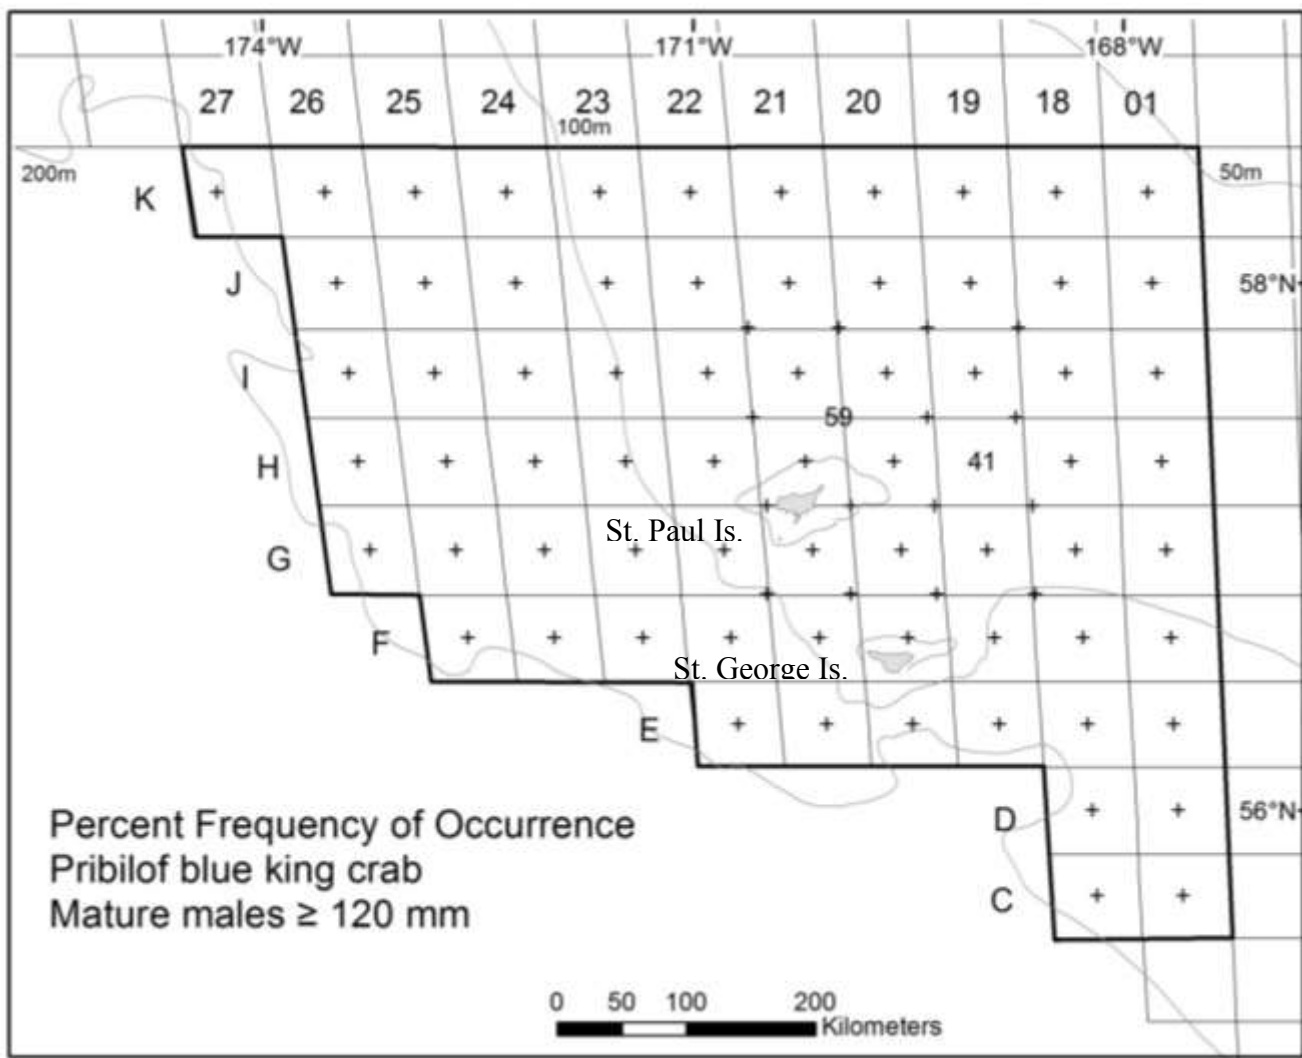 174°W 171°W 168°W
27 26 25 24 23 22 21 20 19 18 01
100m
200m
50m
K
J
58°N
I
59
H
41
St. Paul Is.
G
F
St. George Is.
E
56°N
D
C
Percent Frequency of Occurrence
Pribilof blue king crab
Mature males ≥ 120 mm
0 50 100 200
Kilometers